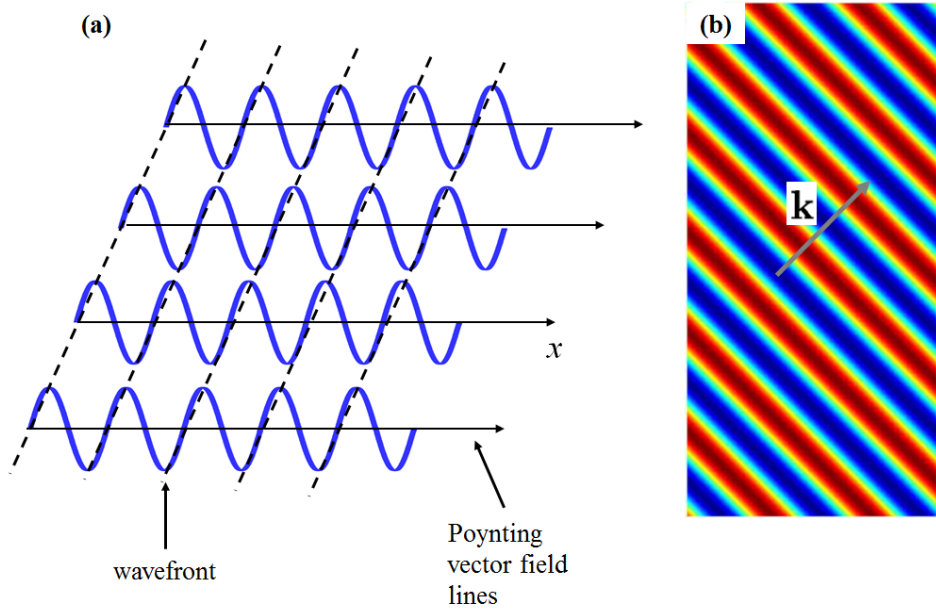 (a)
(b)
k
x
wavefront
Poynting
vector field
lines